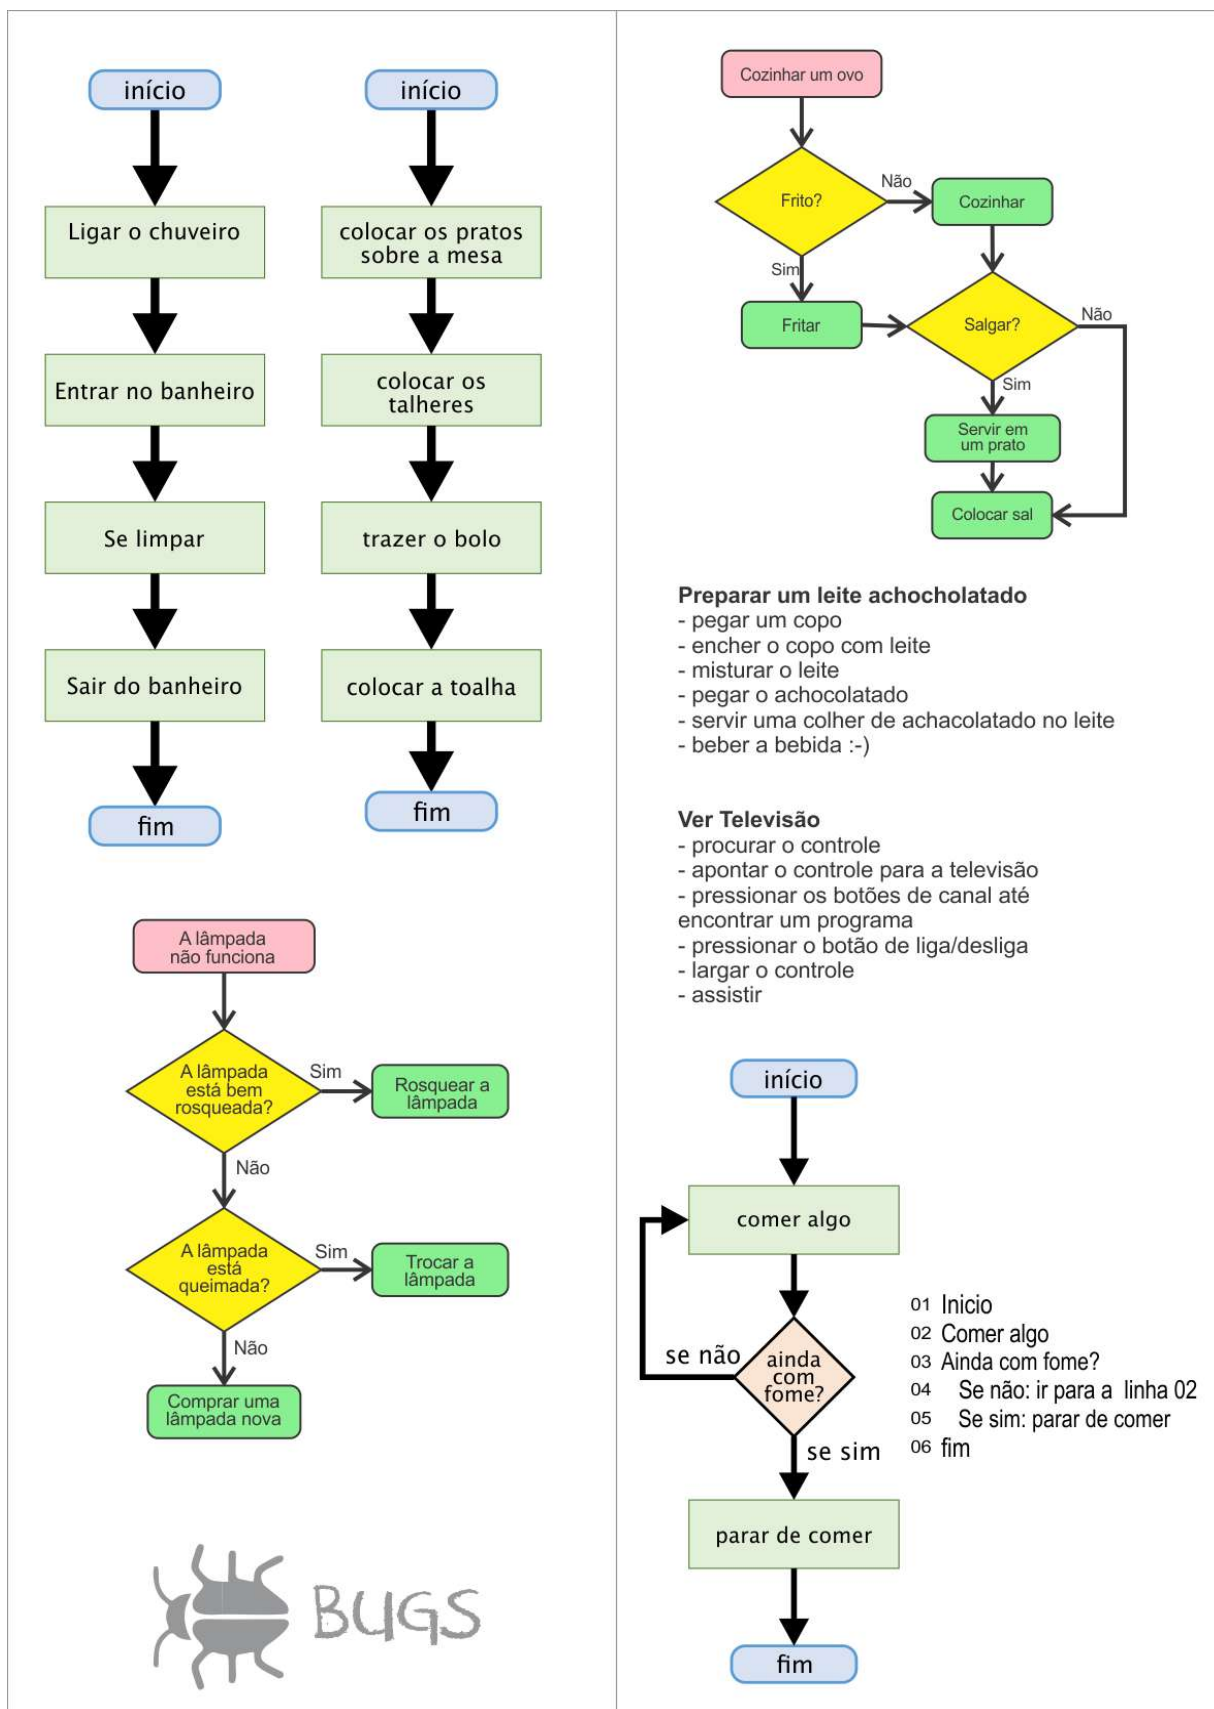 início
Ligar o chuveiro
Entrar no banheiro
Se limpar
Sair do banheiro
fim
início
colocar os pratos
sobre a mesa
colocar os
talheres
trazer o bolo
colocar a toalha
fim
A lâmpada
não funciona
A lâmpada
está bem
rosqueada?
Sim
Rosquear a
lâmpada
Não
A lâmpada
está
queimada?
Sim
Trocar a
lâmpada
Não
Comprar uma
lâmpada nova
BUGS
Cozinhar um ovo
Frito?
Não
Cozinhar
Sim
Fritar
Salgar?
Não
Sim
Servir em
um prato
Colocar sal
Preparar um leite achocholatado
- pegar um copo
- encher o copo com leite
- misturar o leite
- pegar o achocolatado
- servir uma colher de achacolatado no leite
- beber a bebida :-)
Ver Televisão
- procurar o controle
- apontar o controle para a televisão
- pressionar os botões de canal até
encontrar um programa
- pressionar o botão de liga/desliga
- largar o controle
- assistir
início
comer algo
se não
ainda
com
fome?
se sim
parar de comer
fim
01 Inicio
02 Comer algo
03 Ainda com fome?
04 Se não: ir para a linha 02
05 Se sim: parar de comer
06 fim